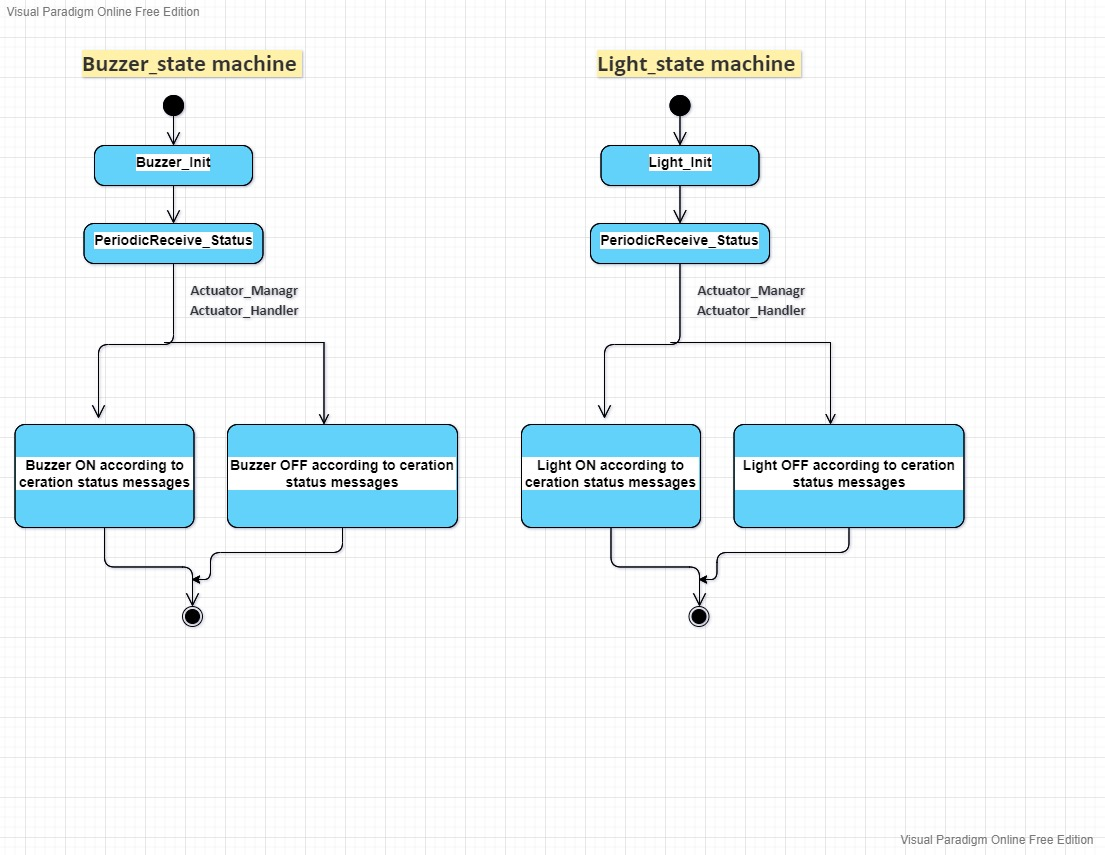 Visual Paradigm Online Free Edition
Buzzer_state machine
Buzzer_Init
PeriodicReceive_Status
Actuator_Managr
Actuator_Handler
Buzzer ON according to
ceration status messages
Buzzer OFF according to ceration
status messages
Light_state machine
Light_Init
PeriodicReceive_Status
Actuator_Managr
Actuator_Handler
Light ON according to
ceration status messages
Light OFF according to ceration
status messages
Visual Paradigm Online Free Edition